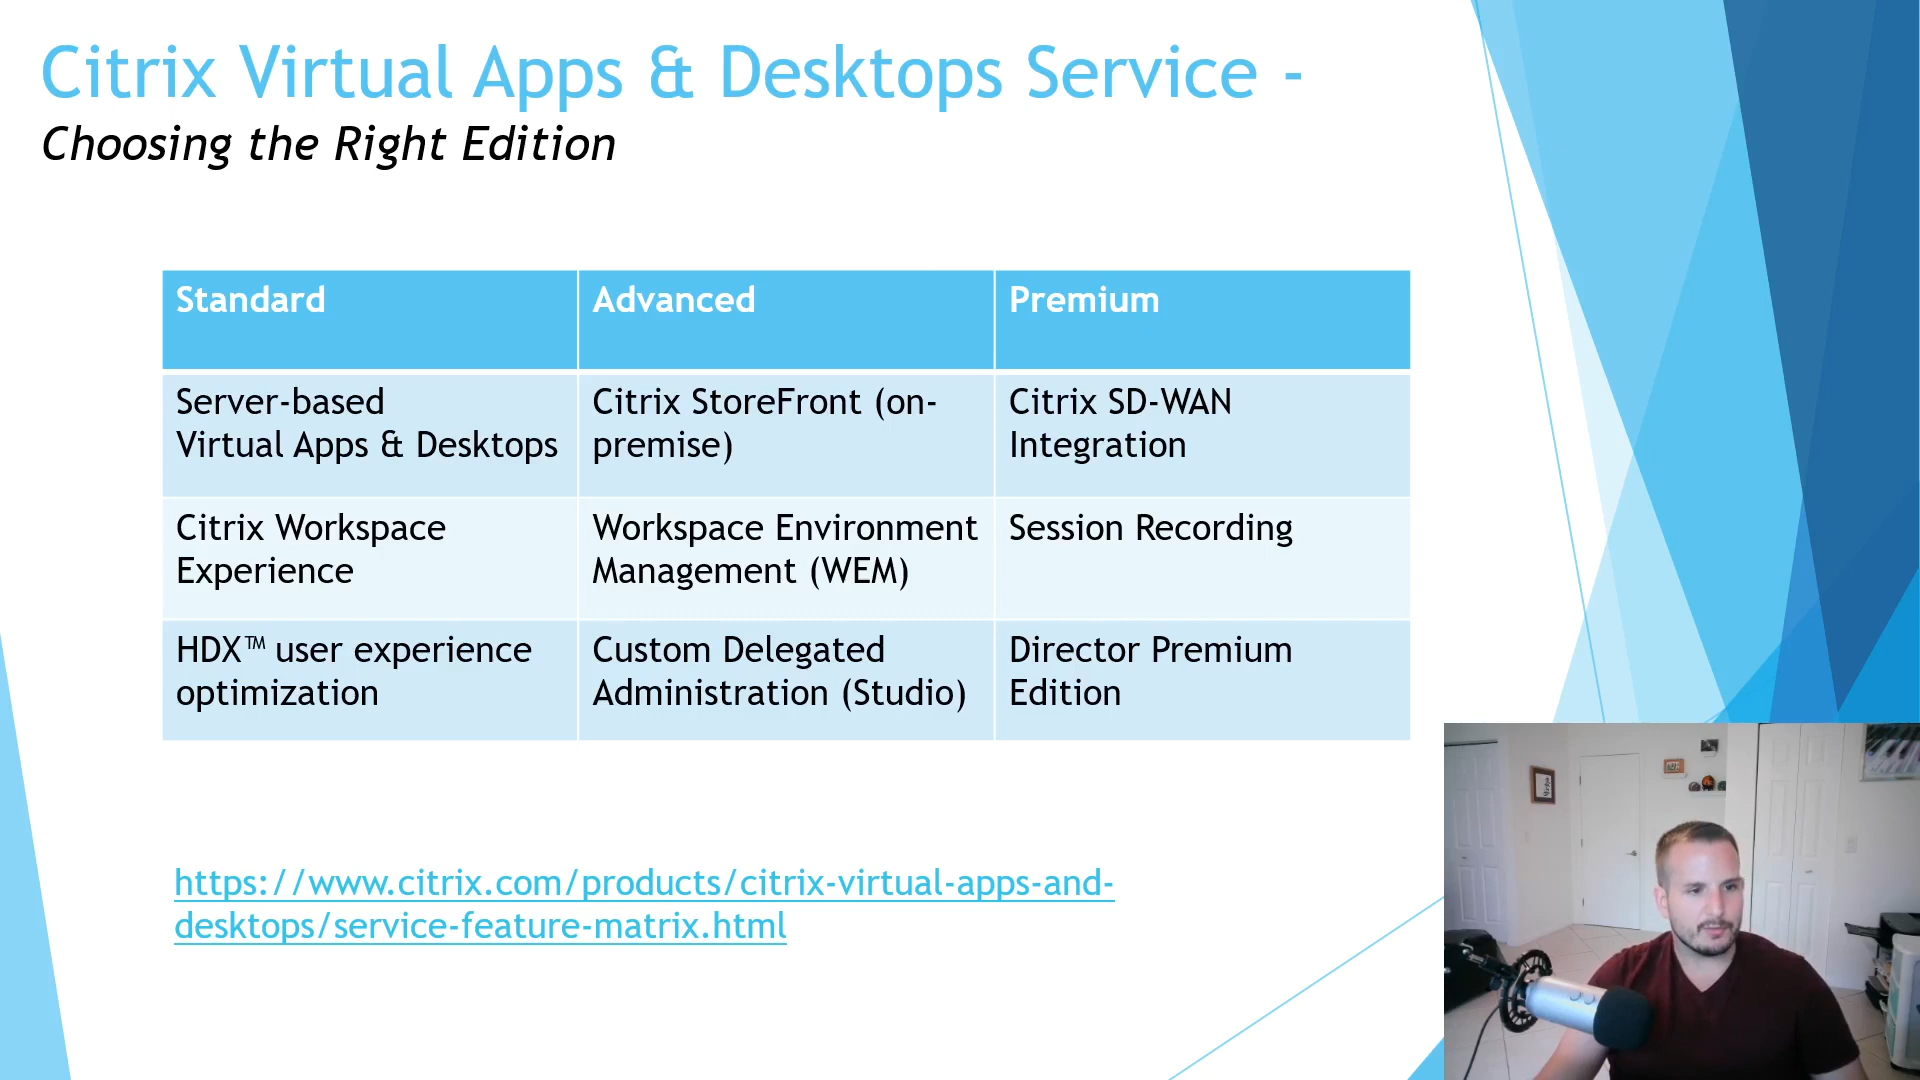 Citrix Virtual Apps & Desktops Service -
Choosing the Right Edition
Standard
Advanced
Premium
Server-based
Virtual Apps & Desktops
Citrix StoreFront (on-
premise)
Citrix SD-WAN
Integration
Citrix Workspace
Experience
Workspace Environment
Management (WEM)
Session Recording
HDX™ user experience
optimization
Custom Delegated
Administration (Studio)
Director Premium
Edition
https://www.citrix.com/products/citrix-virtual-apps-and-
desktops/service-feature-matrix.html